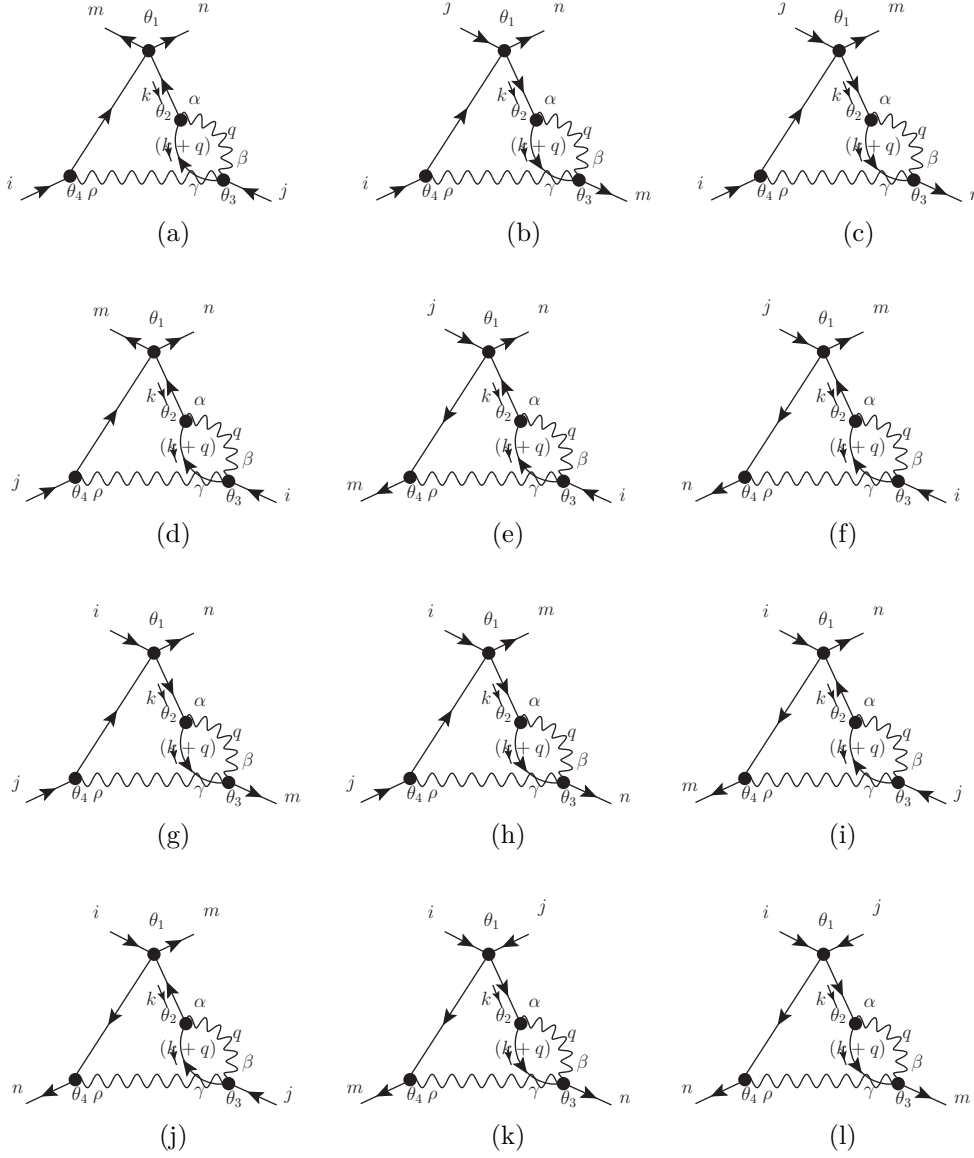 m θ₁ n j θ₁ n j θ₁ m
k α k α k α
θ₂ q θ₂ q θ₂ q
(k + q) β (k + q) β (k + q) β
i θ₄ ρ γ θ₃ j i θ₄ ρ γ θ₃ m i θ₄ ρ γ θ₃
(a) (b) (c)
m θ₁ n j θ₁ n j θ₁ m
k α k α k α
θ₂ q θ₂ q θ₂ q
(k + q) β (k + q) β (k + q) β
j θ₄ ρ γ θ₃ i m θ₄ ρ γ θ₃ i n θ₄ ρ γ θ₃ i
(d) (e) (f)
i θ₁ n i θ₁ m i θ₁ n
k α k α k α
θ₂ q θ₂ q θ₂ q
(k + q) β (k + q) β (k + q) β
j θ₄ ρ γ θ₃ m j θ₄ ρ γ θ₃ n m θ₄ ρ γ θ₃ j
(g) (h) (i)
i θ₁ m i θ₁ j i θ₁ j
k α k α k α
θ₂ q θ₂ q θ₂ q
(k + q) β (k + q) β (k + q) β
n θ₄ ρ γ θ₃ j m θ₄ ρ γ θ₃ n n θ₄ ρ γ θ₃ m
(j) (k) (l)